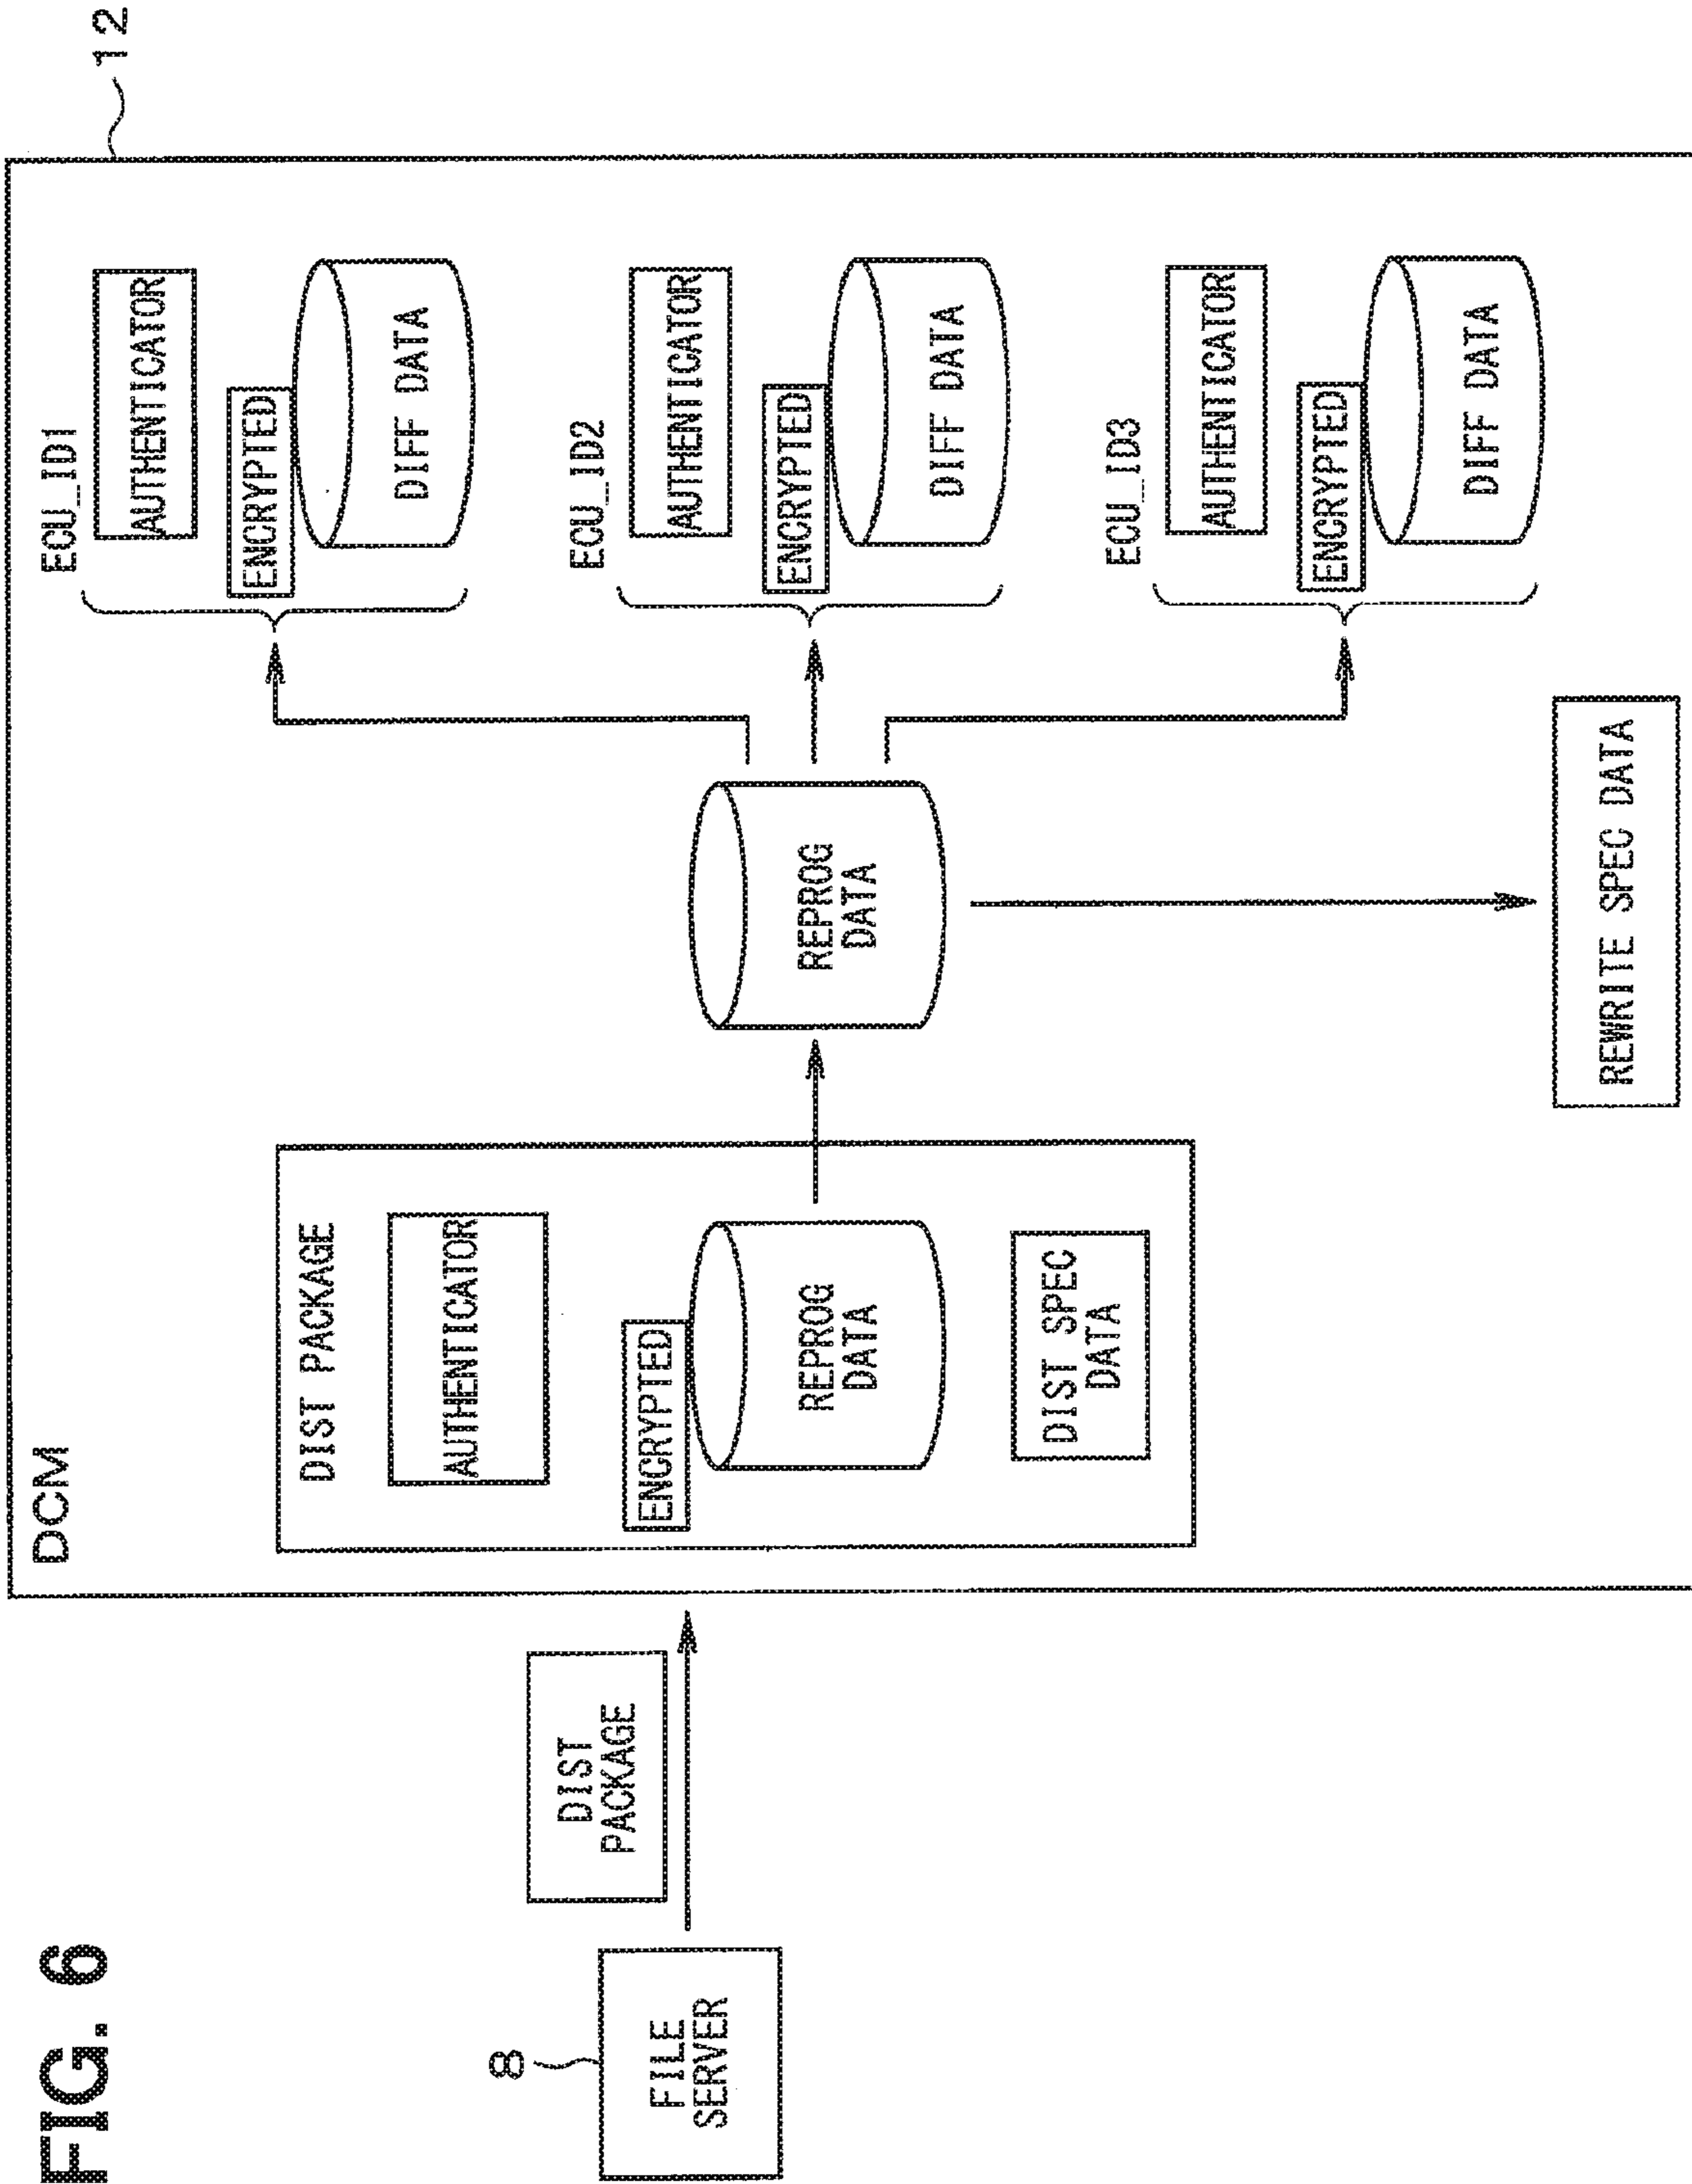 FIG. 6
8
FILE
SERVER
DIST
PACKAGE
12
DCM
DIST PACKAGE
AUTHENTICATOR
ENCRYPTED
REPROG
DATA
DIST SPEC
DATA
REPROG
DATA
ECU_ID1
AUTHENTICATOR
ENCRYPTED
DIFF DATA
ECU_ID2
AUTHENTICATOR
ENCRYPTED
DIFF DATA
ECU_ID3
AUTHENTICATOR
ENCRYPTED
DIFF DATA
REWRITE SPEC DATA